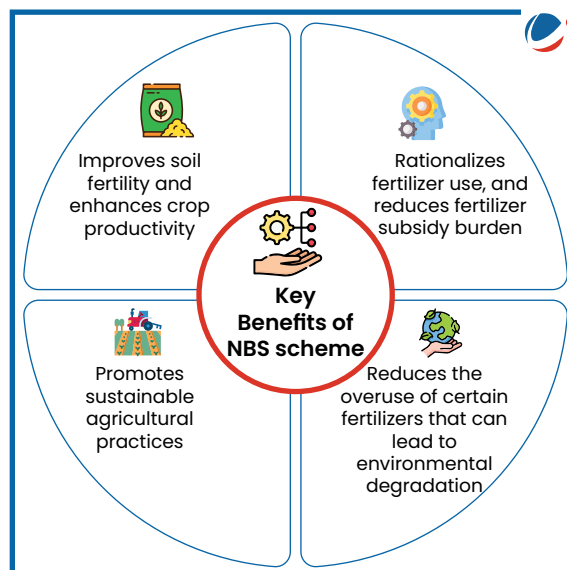 Improves soil
fertility and
enhances crop
productivity
Rationalizes
fertilizer use, and
reduces fertilizer
subsidy burden
Key
Benefits of
NBS scheme
Promotes
sustainable
agricultural
practices
Reduces the
overuse of certain
fertilizers that can
lead to
environmental
degradation